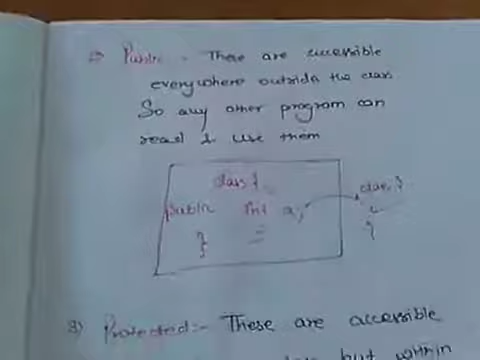 Public - These are accessible
everywhere outside the class
So any other program can
read & use them
class {
public int a;
}
class {
}
3) Protected :- These are accessible
but within